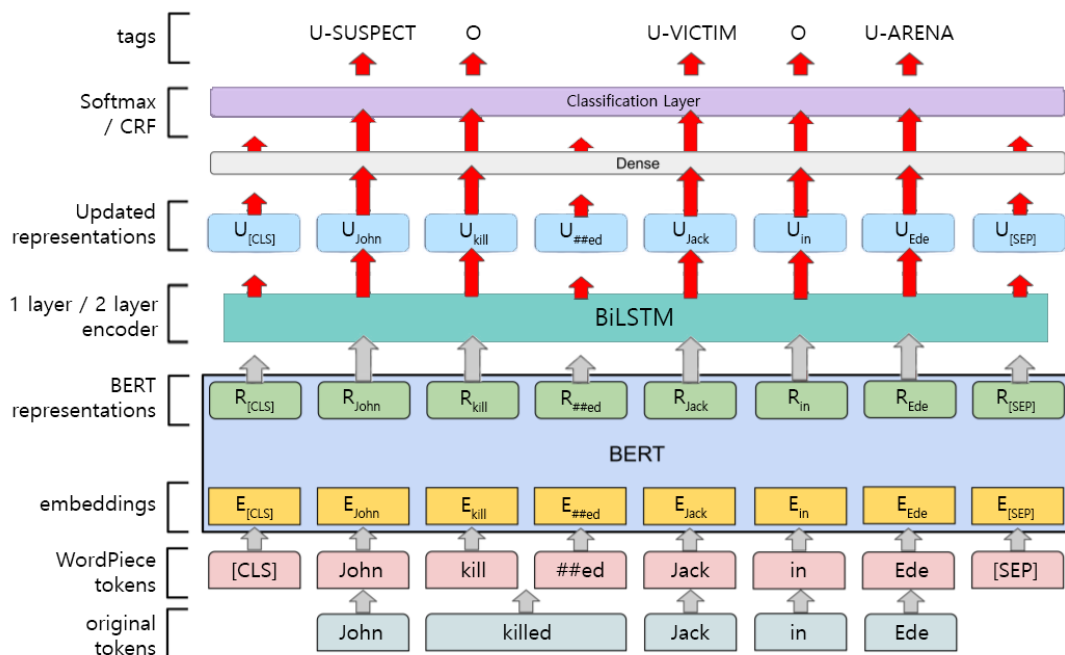 tags
U-SUSPECT O U-VICTIM O U-ARENA
Softmax
/ CRF
Classification Layer
Dense
Updated
representations
U[CLS] UJohn Ukill U##ed UJack Uin UEde U[SEP]
1 layer / 2 layer
encoder
BiLSTM
BERT
representations
R[CLS] RJohn Rkill R##ed RJack Rin REde R[SEP]
BERT
embeddings
E[CLS] EJohn Ekill E##ed EJack Ein EEde E[SEP]
WordPiece
tokens
[CLS] John kill ##ed Jack in Ede [SEP]
original
tokens
John killed Jack in Ede